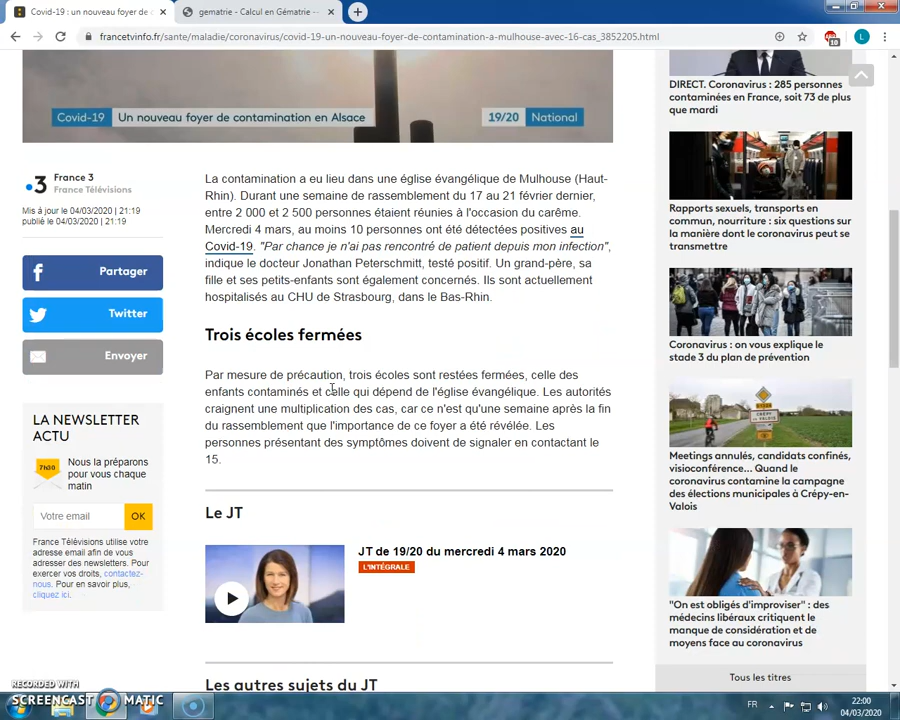 Covid-19 : un nouveau foyer de
gematrie - Calcul en Gématrie
francetvinfo.fr/sante/maladie/coronavirus/covid-19-un-nouveau-foyer-de-contamination-a-mulhouse-avec-16-cas_3852205.html
10
L
Covid-19 Un nouveau foyer de contamination en Alsace
19/20 National
3 France 3
France Télévisions
Mis à jour le 04/03/2020 | 21:19
publié le 04/03/2020 | 21:19
Partager
Twitter
Envoyer
LA NEWSLETTER
ACTU
7h30
Nous la préparons
pour vous chaque
matin
Votre email OK
France Télévisions utilise votre
adresse email afin de vous
adresser des newsletters. Pour
exercer vos droits, contactez-
nous. Pour en savoir plus,
cliquez ici.
La contamination a eu lieu dans une église évangélique de Mulhouse (Haut-
Rhin). Durant une semaine de rassemblement du 17 au 21 février dernier,
entre 2 000 et 2 500 personnes étaient réunies à l'occasion du carême.
Mercredi 4 mars, au moins 10 personnes ont été détectées positives au
Covid-19. "Par chance je n'ai pas rencontré de patient depuis mon infection",
indique le docteur Jonathan Peterschmitt, testé positif. Un grand-père, sa
fille et ses petits-enfants sont également concernés. Ils sont actuellement
hospitalisés au CHU de Strasbourg, dans le Bas-Rhin.
Trois écoles fermées
Par mesure de précaution, trois écoles sont restées fermées, celle des
enfants contaminés et celle qui dépend de l'église évangélique. Les autorités
craignent une multiplication des cas, car ce n'est qu'une semaine après la fin
du rassemblement que l'importance de ce foyer a été révélée. Les
personnes présentant des symptômes doivent de signaler en contactant le
15.
Le JT
JT de 19/20 du mercredi 4 mars 2020
L'INTÉGRALE
Les autres sujets du JT
DIRECT. Coronavirus : 285 personnes
contaminées en France, soit 73 de plus
que mardi
Rapports sexuels, transports en
commun, nourriture : six questions sur
la manière dont le coronavirus peut se
transmettre
Coronavirus : on vous explique le
stade 3 du plan de prévention
CRÉPY-
EN-VALOIS
Meetings annulés, candidats confinés,
visioconférence... Quand le
coronavirus contamine la campagne
des élections municipales à Crépy-en-
Valois
"On est obligés d'improviser" : des
médecins libéraux critiquent le
manque de considération et de
moyens face au coronavirus
Tous les titres
RECORDED WITH
SCREENCAST MATIC
FR
22:00
04/03/2020